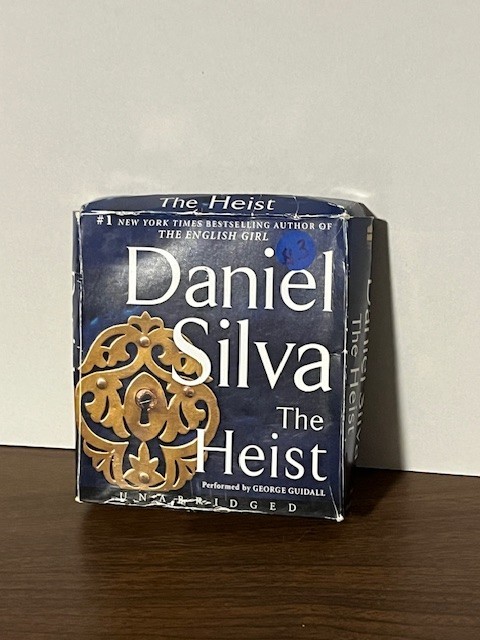 The Heist
#1 NEW YORK TIMES BESTSELLING AUTHOR OF
THE ENGLISH GIRL
$3
Daniel
Silva
The
Heist
Performed by GEORGE GUIDALL
UNABRIDGED
Daniel Silva
The Heist